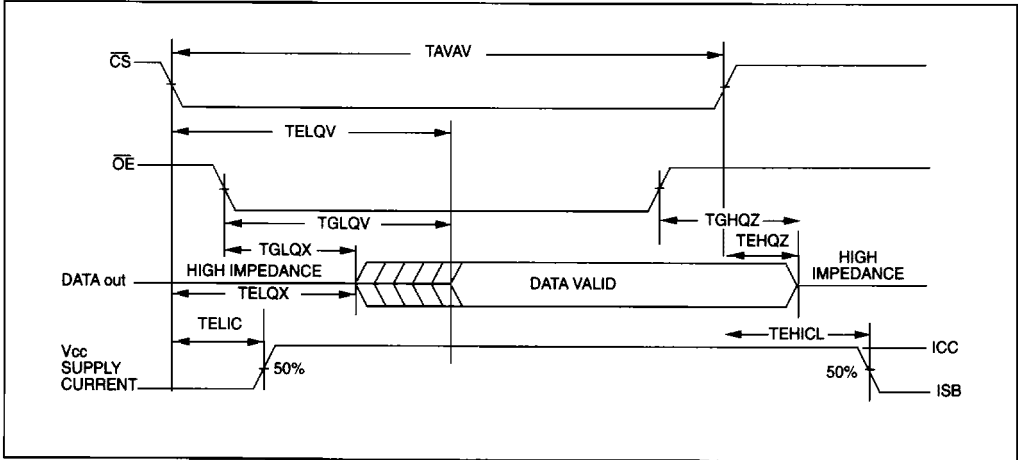 TAVAV
CS
TELQV
OE
TGLQV
TGHQZ
TGLQX
TEHQZ
HIGH IMPEDANCE
HIGH
IMPEDANCE
DATA out
DATA VALID
TELQX
TELIC
TEHICL
Vcc
SUPPLY
CURRENT
50%
50%
ICC
ISB